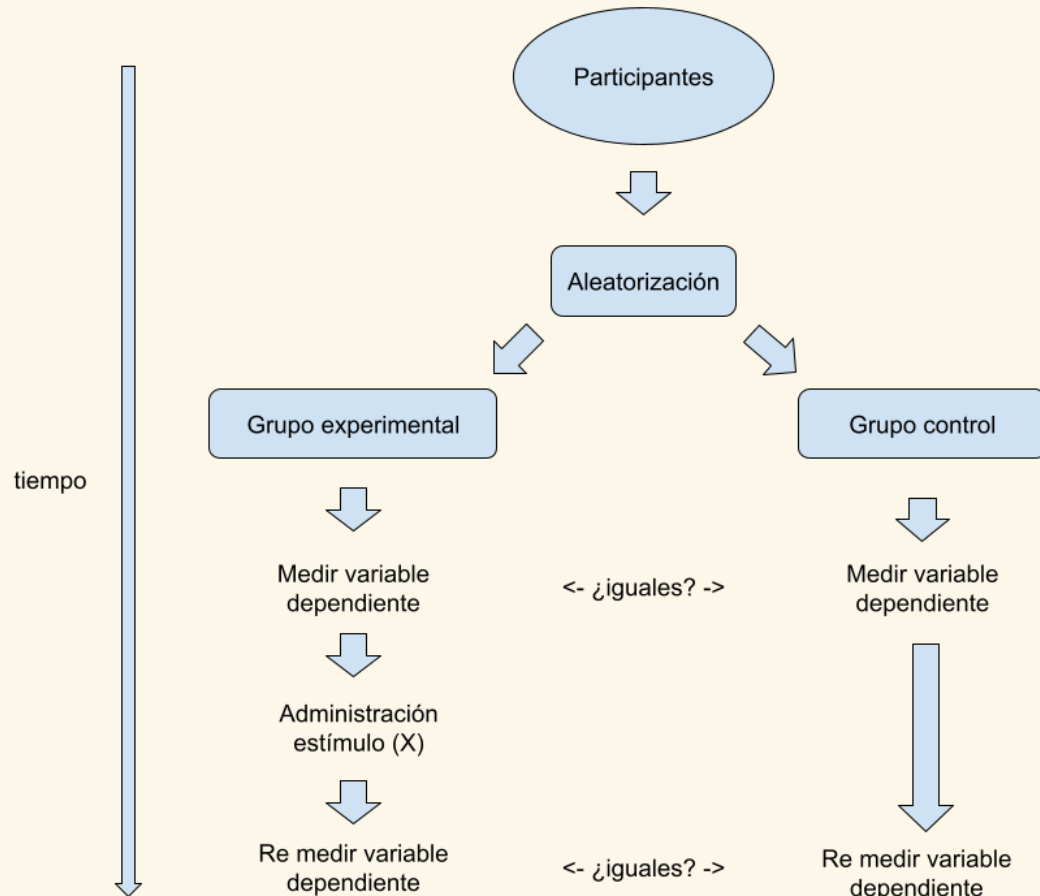 Participantes
Aleatorización
Grupo experimental
Grupo control
tiempo
Medir variable
dependiente
<- ¿iguales? ->
Medir variable
dependiente
Administración
estímulo (X)
Re medir variable
dependiente
<- ¿iguales? ->
Re medir variable
dependiente